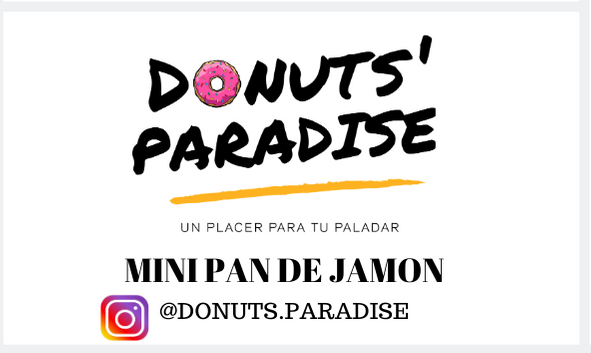 DONUTS'
PARADISE
UN PLACER PARA TU PALADAR
MINI PAN DE JAMON
@DONUTS.PARADISE